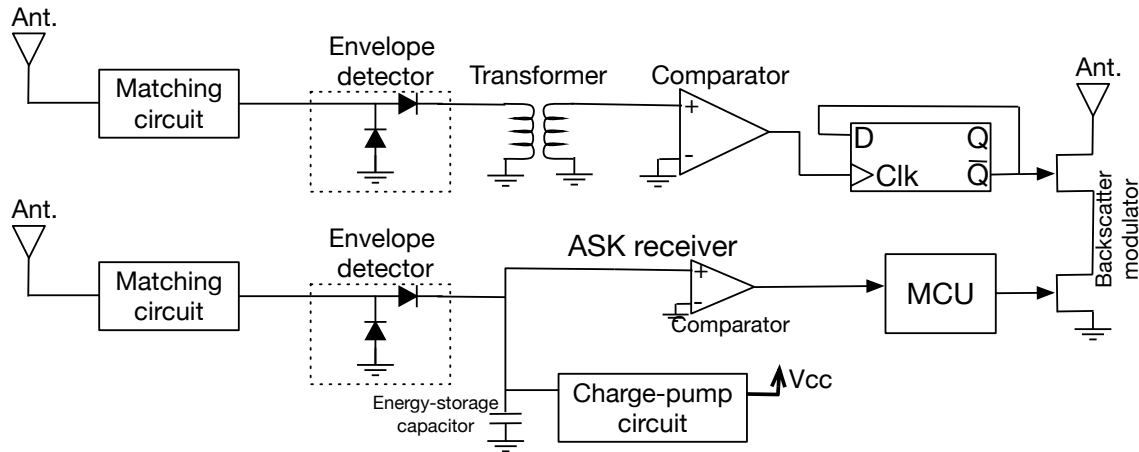 Ant.
Matching
circuit
Envelope
detector
Transformer
Comparator
+
-
D
Q
Clk
Q̅
Ant.
Backscatter
modulator
Ant.
Matching
circuit
Envelope
detector
ASK receiver
+
-
Comparator
MCU
Energy-storage
capacitor
Charge-pump
circuit
Vcc